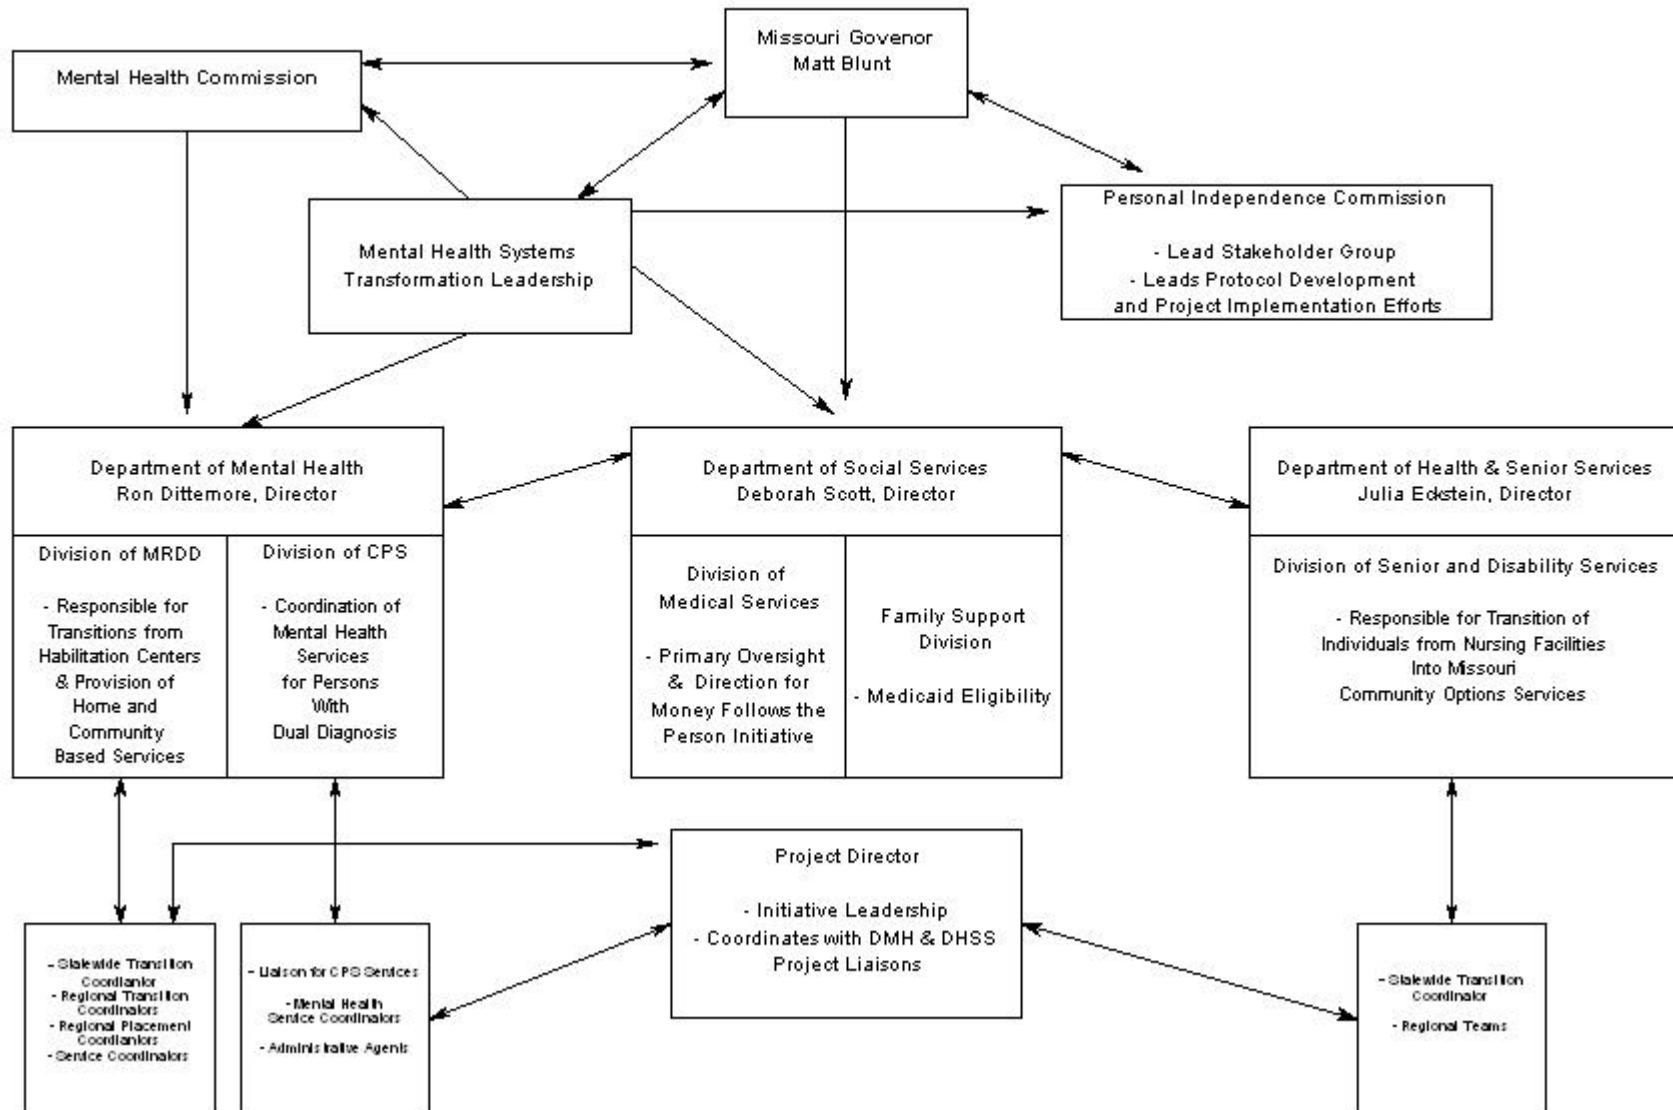 Missouri Govenor
Matt Blunt
Mental Health Commission
Personal Independence Commission
- Lead Stakeholder Group
- Leads Protocol Development
and Project Implementation Efforts
Mental Health Systems
Transformation Leadership
Department of Mental Health
Ron Dittemore, Director
Department of Social Services
Deborah Scott, Director
Department of Health & Senior Services
Julia Eckstein, Director
Division of MRDD
- Responsible for
Transitions from
Habilitation Centers
& Provision of
Home and
Community
Based Services
Division of CPS
- Coordination of
Mental Health
Services
for Persons
With
Dual Diagnosis
Division of
Medical Services
- Primary Oversight
& Direction for
Money Follows the
Person Initiative
Family Support
Division
- Medicaid Eligibility
Division of Senior and Disability Services
- Responsible for Transition of
Individuals from Nursing Facilities
Into Missouri
Community Options Services
Project Director
- Initiative Leadership
- Coordinates with DMH & DHSS
Project Liaisons
- Statewide Transition
Coordiantor
- Regional Transition
Coordinators
- Regional Placement
Coordiantors
- Service Coordinators
- Liaison for CPS Services
- Mental Health
Service Coordinators
- Administrative Agents
- Statewide Transition
Coordinator
- Regional Teams